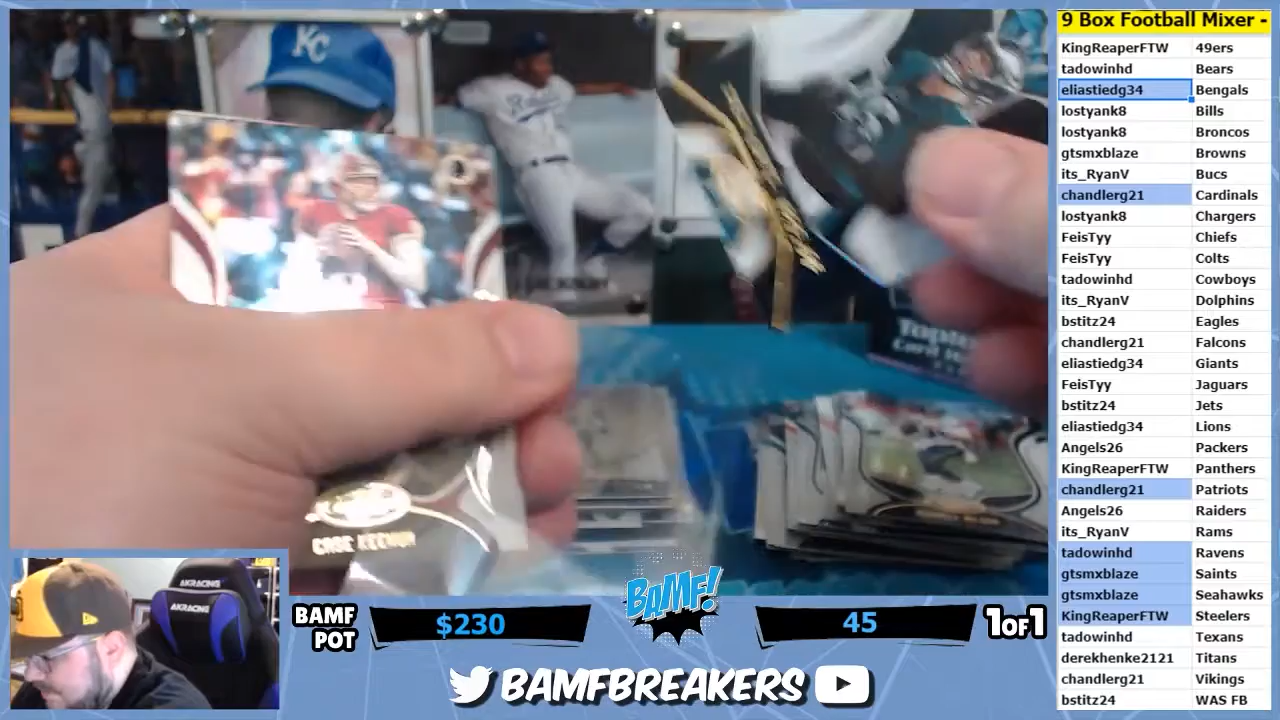 9 Box Football Mixer -
KingReaperFTW 49ers
tadowinhd Bears
eliastiedg34 Bengals
lostyank8 Bills
lostyank8 Broncos
gtsmxblaze Browns
its_RyanV Bucs
chandlerg21 Cardinals
lostyank8 Chargers
FeisTyy Chiefs
FeisTyy Colts
tadowinhd Cowboys
its_RyanV Dolphins
bstitz24 Eagles
chandlerg21 Falcons
eliastiedg34 Giants
FeisTyy Jaguars
bstitz24 Jets
eliastiedg34 Lions
Angels26 Packers
KingReaperFTW Panthers
chandlerg21 Patriots
Angels26 Raiders
its_RyanV Rams
tadowinhd Ravens
gtsmxblaze Saints
gtsmxblaze Seahawks
KingReaperFTW Steelers
tadowinhd Texans
derekhenke2121 Titans
chandlerg21 Vikings
bstitz24 WAS FB
KC
CASE KEENUM
AKRACING
AKRACING
BAMF POT
$230
BAMF!
45
1OF1
BAMFBREAKERS